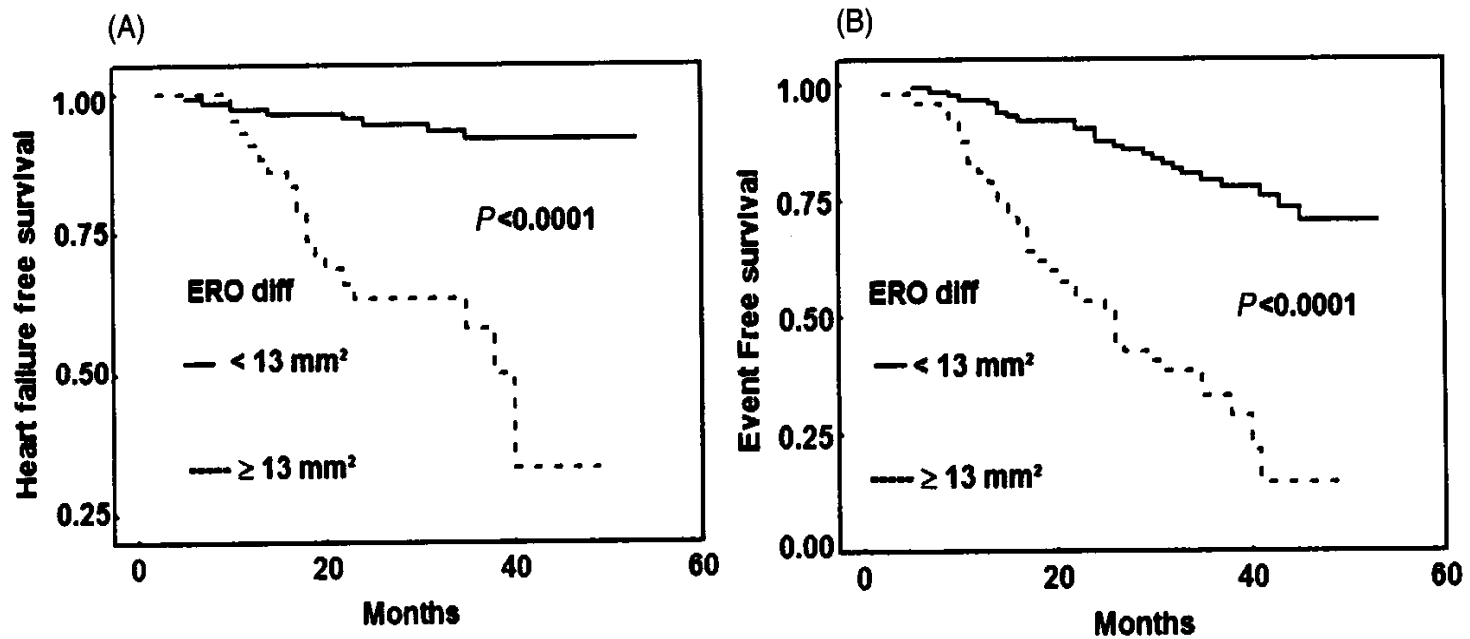 (A)
Heart failure free survival
1.00
0.75
0.50
0.25
P<0.0001
ERO diff
< 13 mm²
≥ 13 mm²
0
20
40
60
Months
(B)
Event Free survival
1.00
0.75
0.50
0.25
0.00
P<0.0001
ERO diff
< 13 mm²
≥ 13 mm²
0
20
40
60
Months